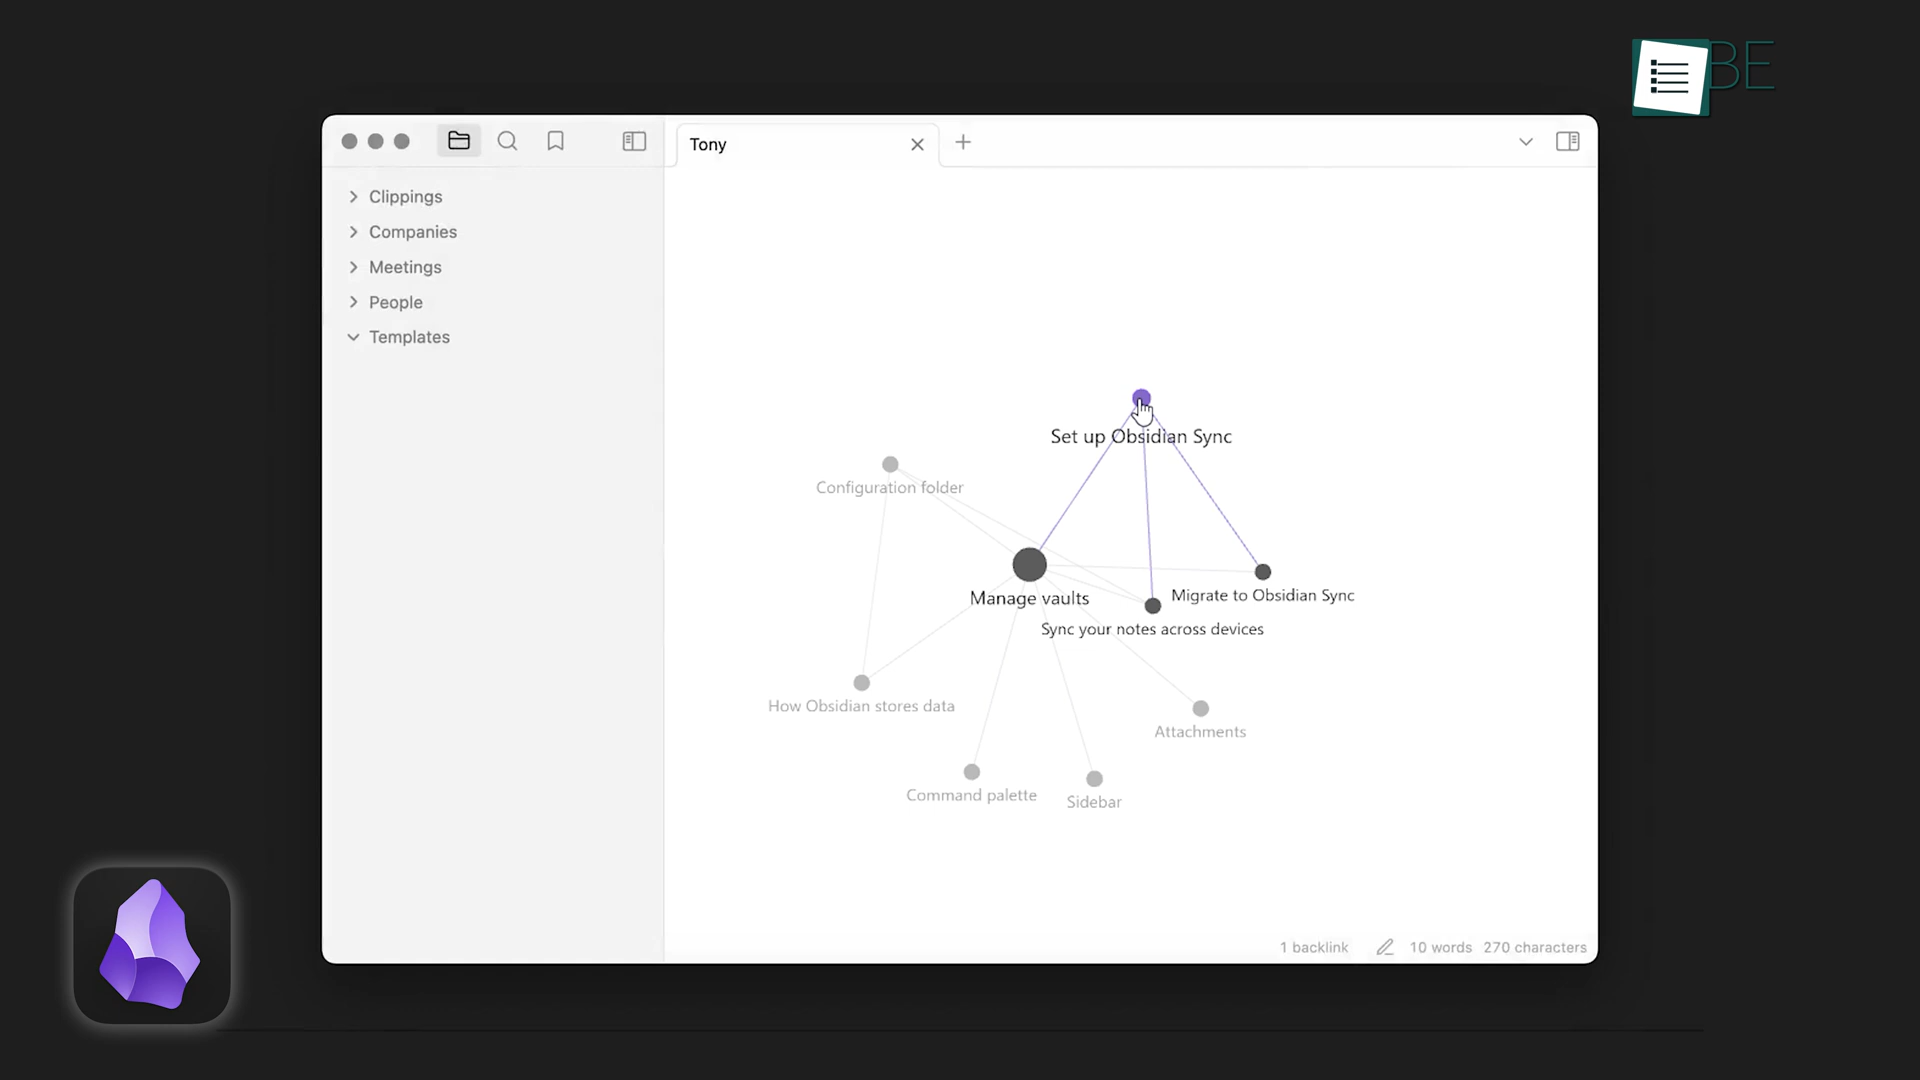 BE
Tony
Clippings
Companies
Meetings
People
Templates
Set up Obsidian Sync
Configuration folder
Manage vaults
Migrate to Obsidian Sync
Sync your notes across devices
How Obsidian stores data
Attachments
Command palette
Sidebar
1 backlink 10 words 270 characters